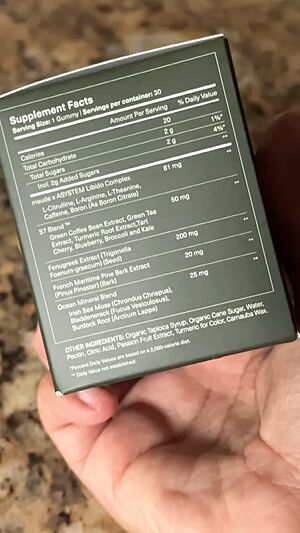 Supplement Facts
Serving Size: 1 Gummy | Servings per container: 30
Amount Per Serving % Daily Value
Calories 20
Total Carbohydrate 2 g 1%*
Total Sugars 2 g
Incl. 2g Added Sugars 4%*
maude x ASYSTEM Libido Complex 81 mg **
L-Citrulline, L-Arginine, L-Theanine,
Caffeine, Boron (As Boron Citrate)
S7 Blend™ 50 mg **
Green Coffee Bean Extract, Green Tea
Extract, Turmeric Root Extract,Tart
Cherry, Blueberry, Broccoli and Kale
Fenugreek Extract (Trigonella 200 mg **
Foenum-graecum) (Seed)
French Maritime Pine Bark Extract 20 mg **
(Pinus Pinaster) (Bark)
Ocean Mineral Blend 25 mg **
Irish Sea Moss (Chrondus Chrispus),
Bladderwrack (Fucus Vesiculosus),
Burdock Root (Arctium Lappa)
OTHER INGREDIENTS: Organic Tapioca Syrup, Organic Cane Sugar, Water,
Pectin, Citric Acid, Passion Fruit Extract, Turmeric for Color, Carnauba Wax.
*Percent Daily Values are based on a 2,000-calorie diet.
** Daily Value not established.